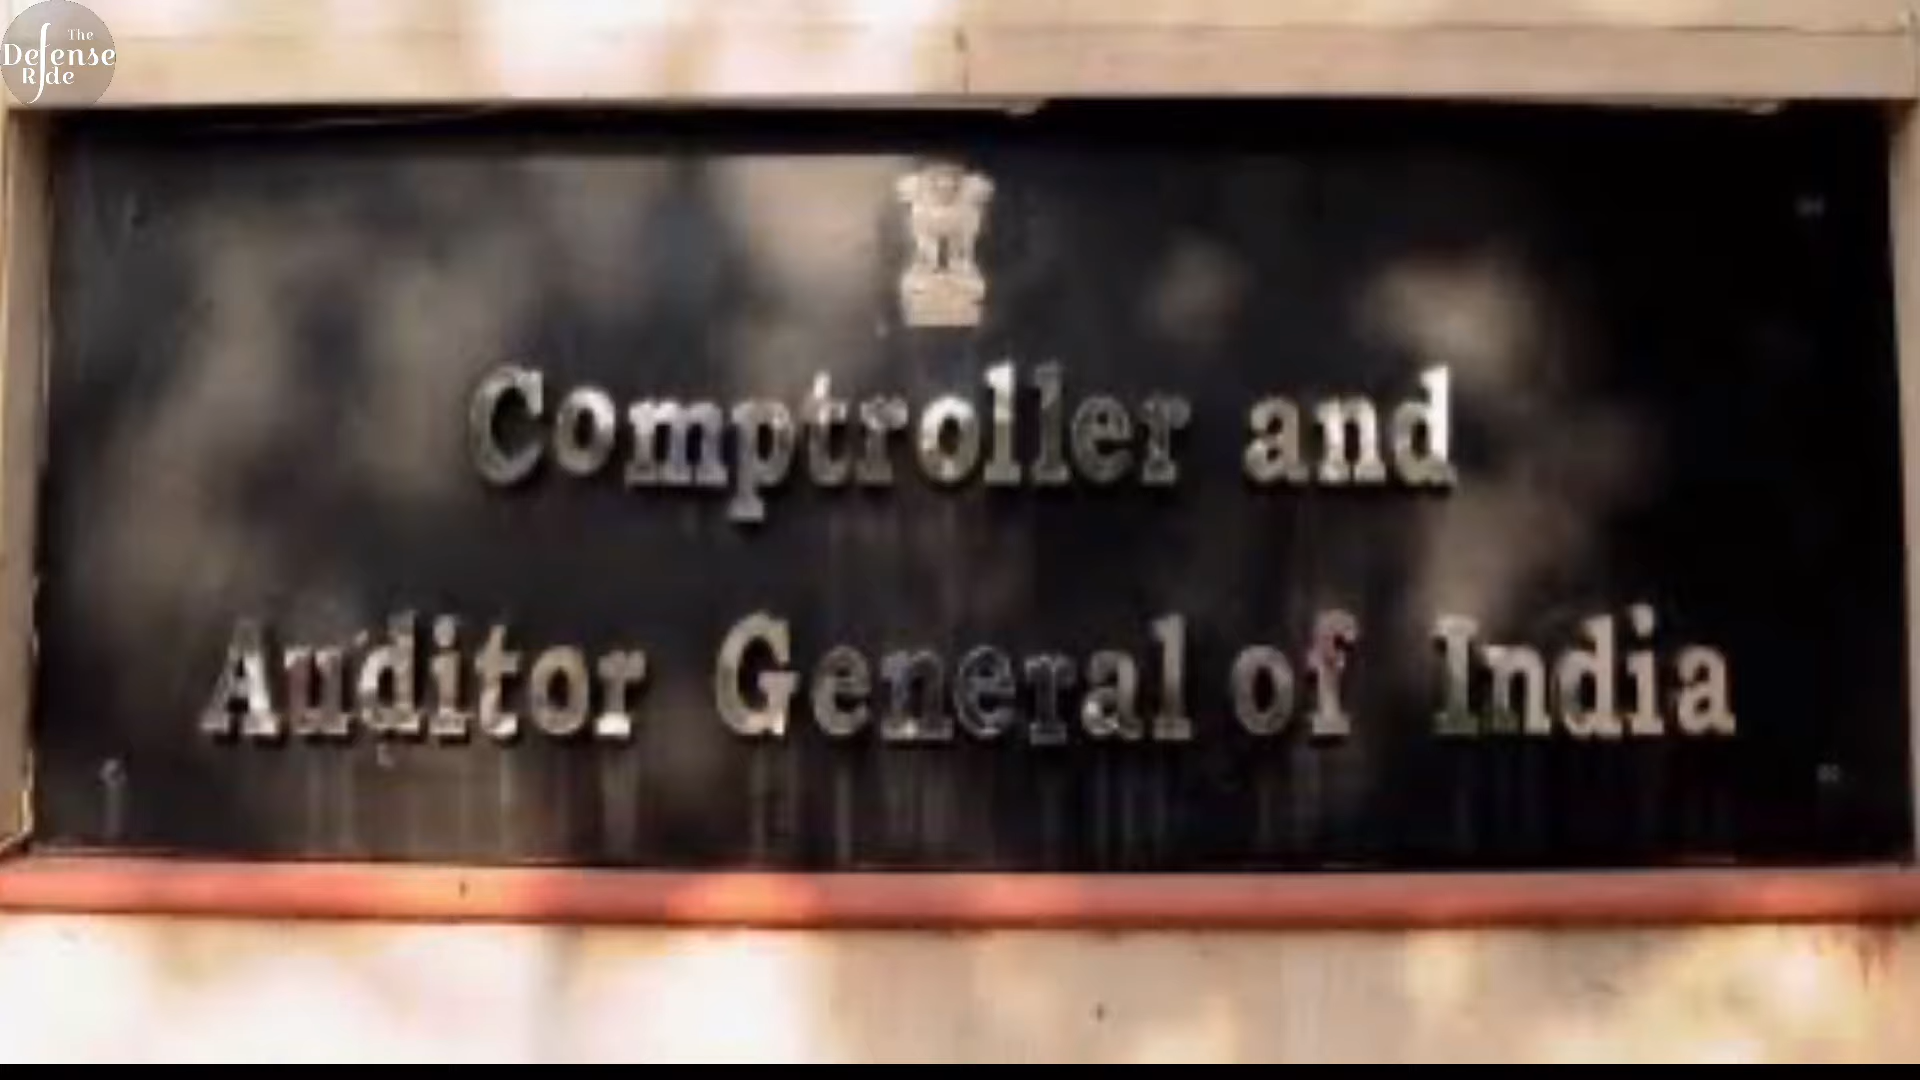 The
Defense
Ride
Comptroller and
Auditor General of India